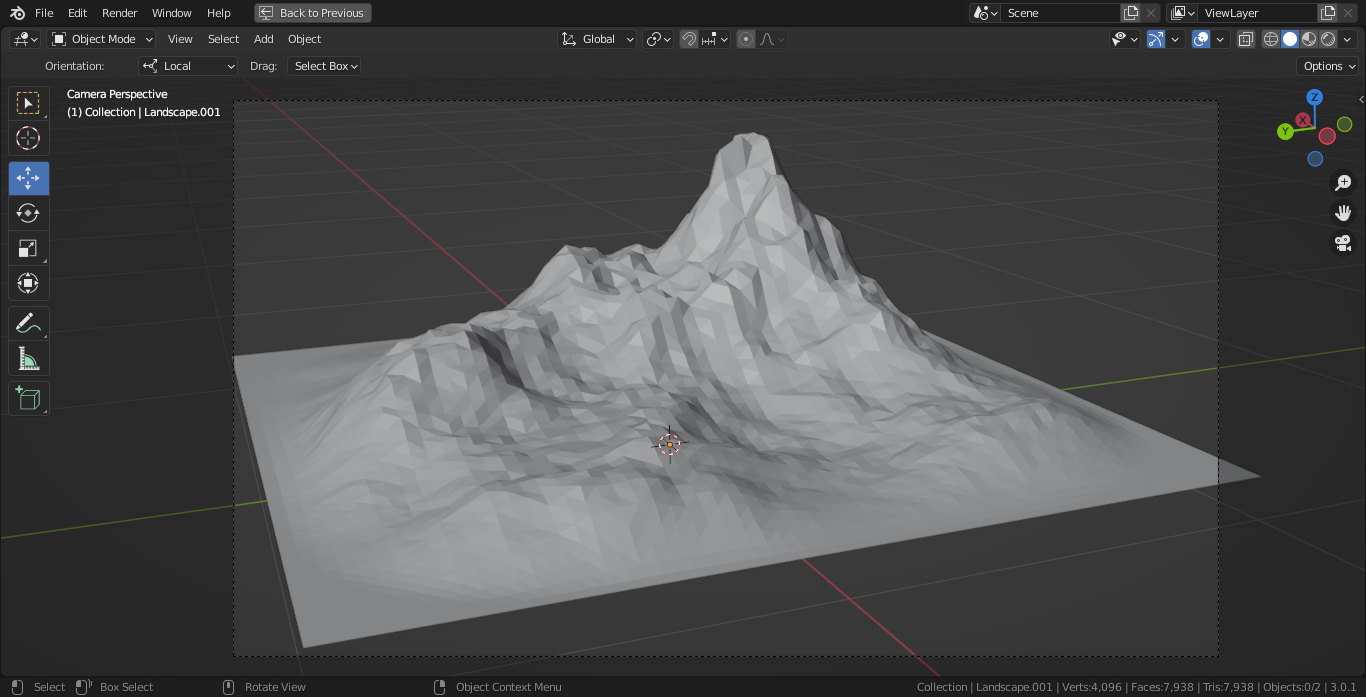 File Edit Render Window Help Back to Previous Scene ViewLayer
Object Mode View Select Add Object Global
Orientation: Local Drag: Select Box Options
Camera Perspective
(1) Collection | Landscape.001
Z
X
Y
Select Box Select Rotate View Object Context Menu Collection | Landscape.001 | Verts:4,096 | Faces:7,938 | Tris:7,938 | Objects:0/2 | 3.0.1